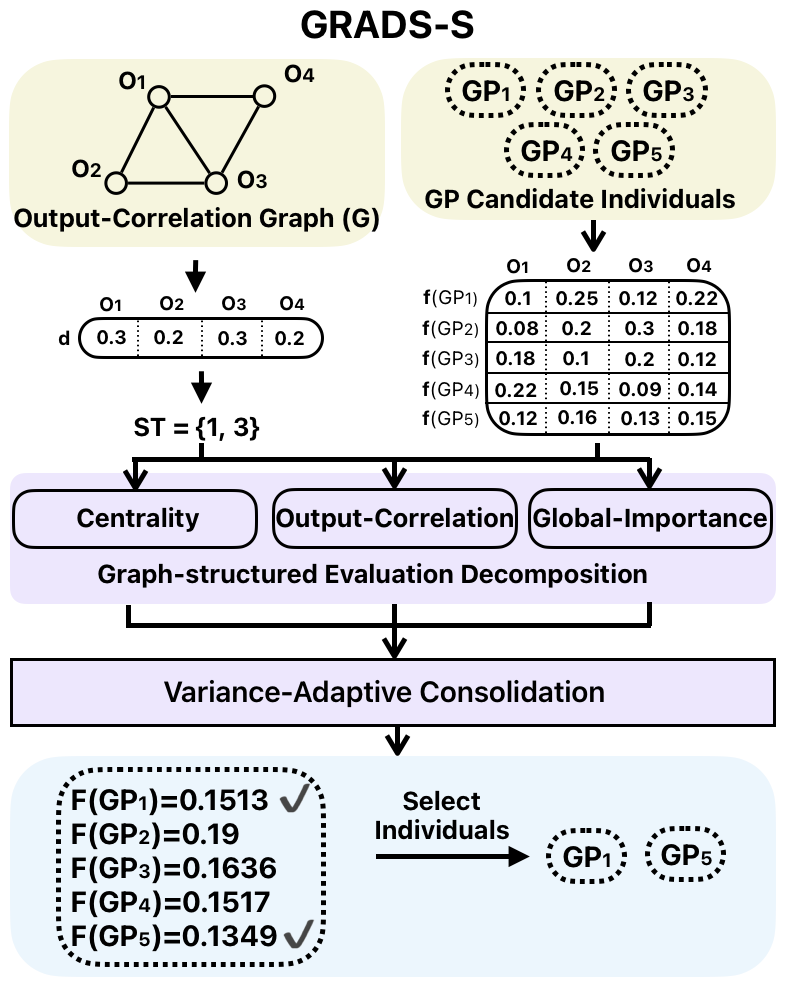 GRADS-S
O1 O4
O2 O3
Output-Correlation Graph (G)
GP1 GP2 GP3
GP4 GP5
GP Candidate Individuals
O1 O2 O3 O4
d 0.3 0.2 0.3 0.2
ST = {1, 3}
O1 O2 O3 O4
f(GP1) 0.1 0.25 0.12 0.22
f(GP2) 0.08 0.2 0.3 0.18
f(GP3) 0.18 0.1 0.2 0.12
f(GP4) 0.22 0.15 0.09 0.14
f(GP5) 0.12 0.16 0.13 0.15
Centrality Output-Correlation Global-Importance
Graph-structured Evaluation Decomposition
Variance-Adaptive Consolidation
F(GP1)=0.1513 ✓
F(GP2)=0.19
F(GP3)=0.1636
F(GP4)=0.1517
F(GP5)=0.1349 ✓
Select
Individuals
GP1 GP5